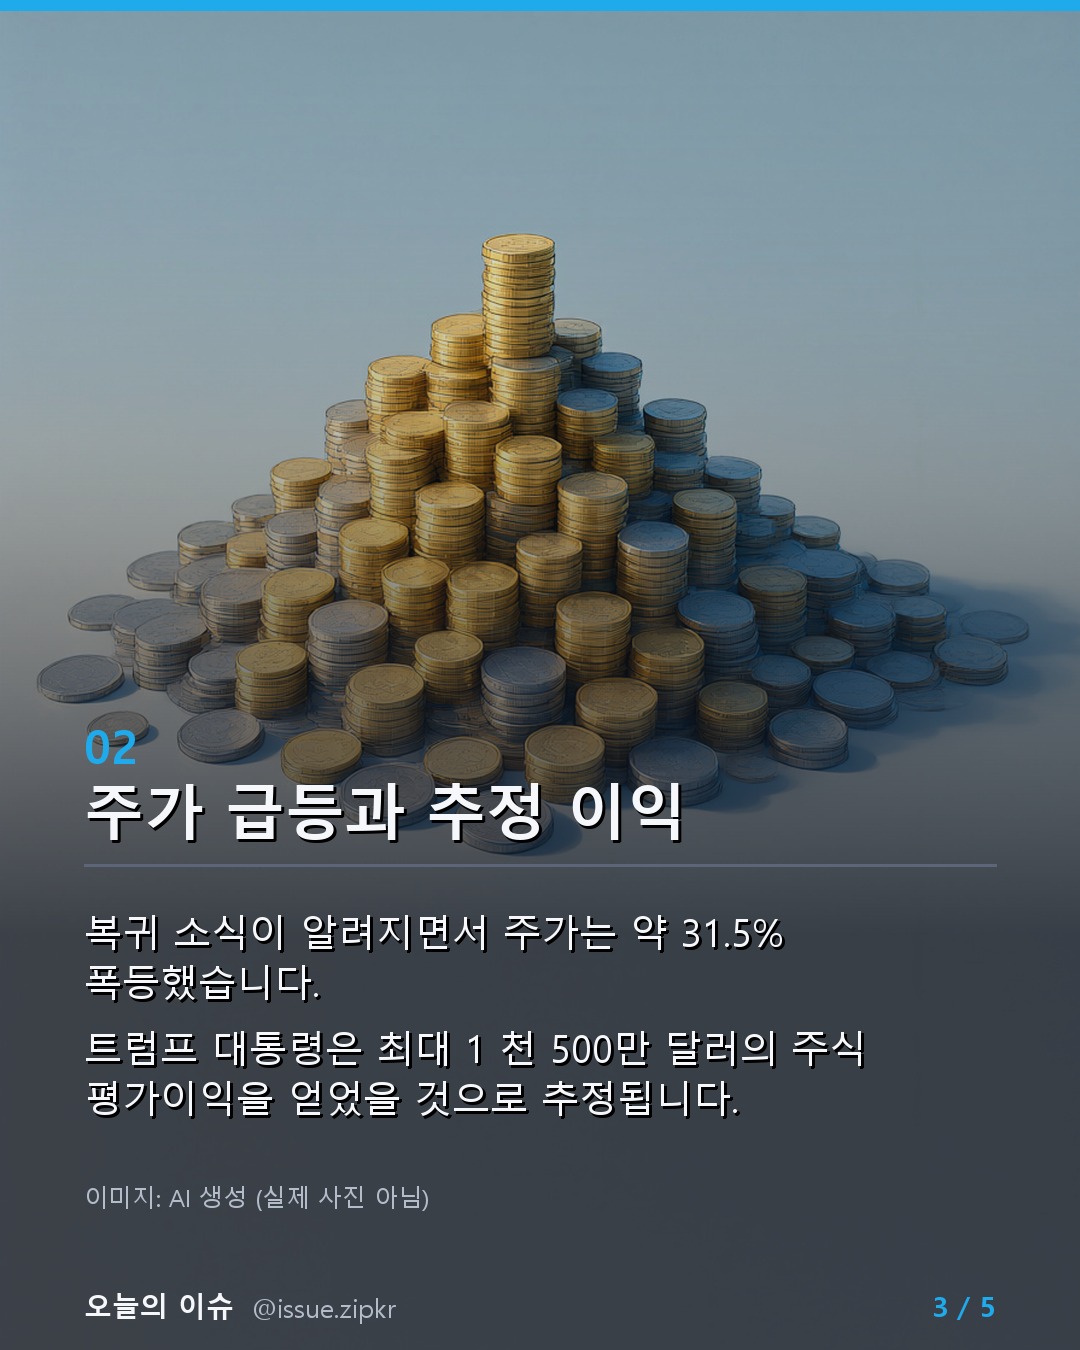 02
주가 급등과 추정 이익
복귀 소식이 알려지면서 주가는 약 31.5%
폭등했습니다.
트럼프 대통령은 최대 1 천 500만 달러의 주식
평가이익을 얻었을 것으로 추정됩니다.
이미지: AI 생성 (실제 사진 아님)
오늘의 이슈 @issue.zipkr
3 / 5